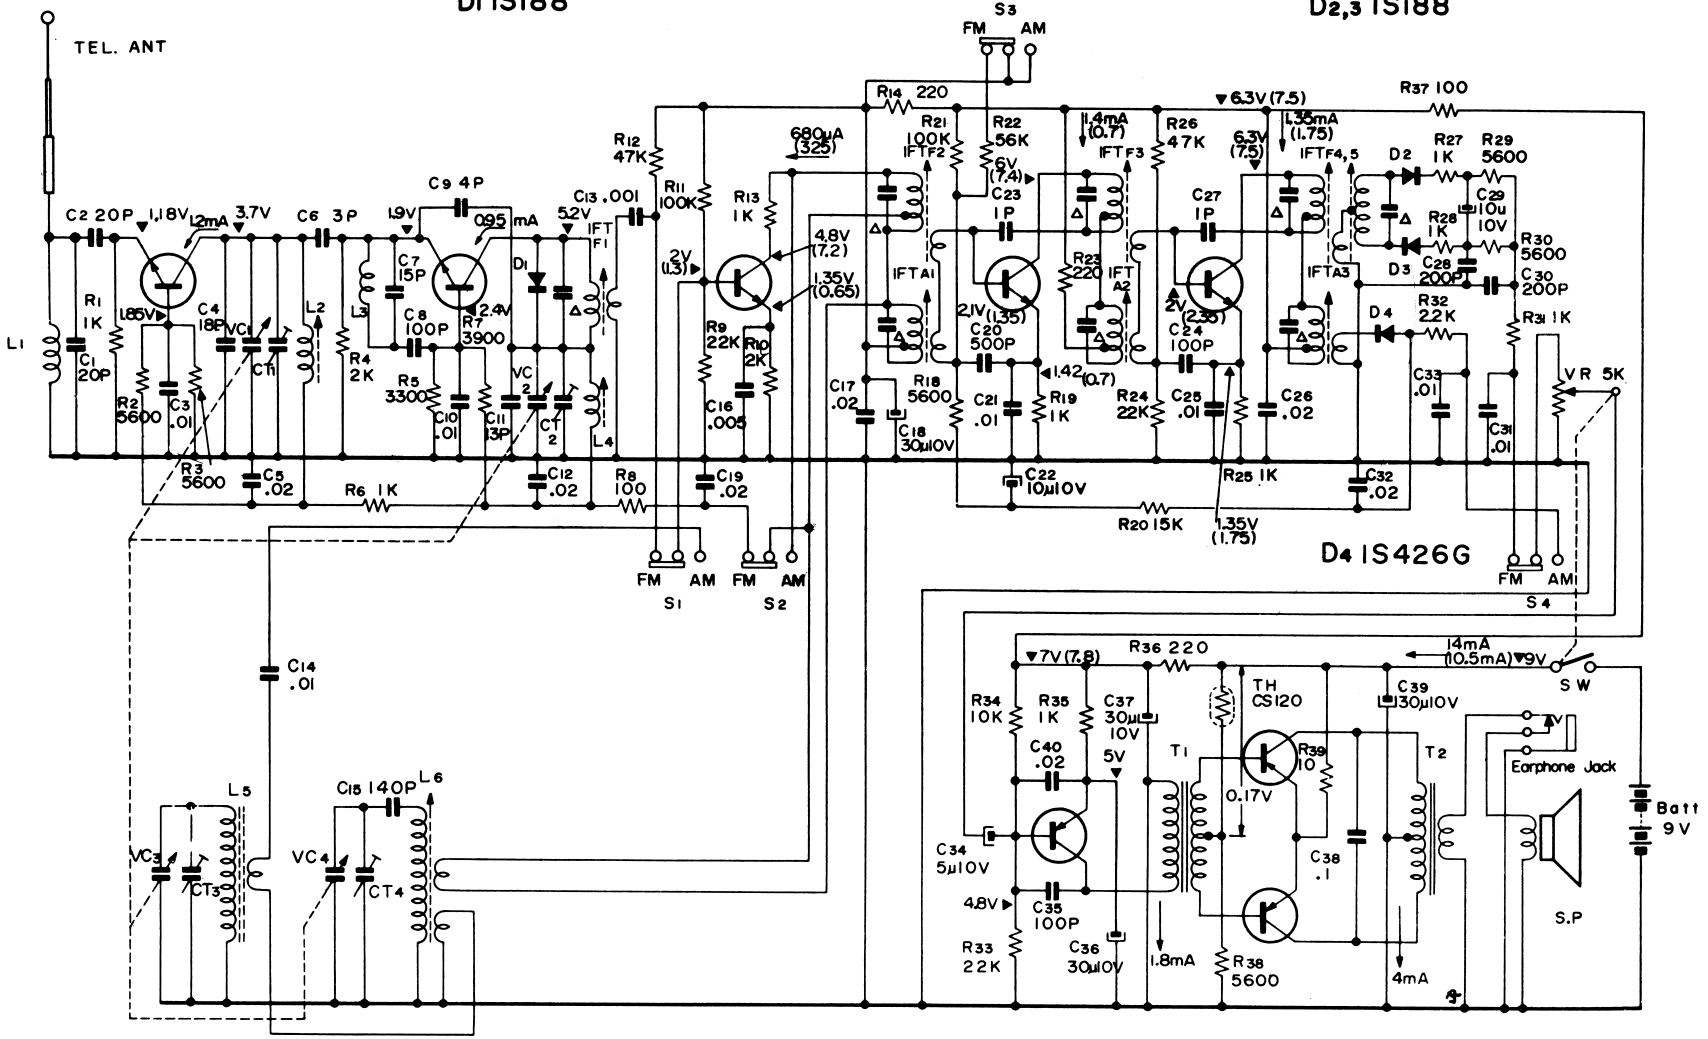 D1 1S188
D2,3 1S188
S3
FM AM
TEL. ANT
R14 220
R37 100
▼6.3V (7.5)
R12
47K
680µA
(325)
R21
100K
IFTF2
R22
56K
6V
(7.4)
1.4mA
(0.7)
IFTF3
R26
47K
6.3V
(7.5)
1.35mA
(1.75)
IFTF4,5
D2
R27
1K
R29
5600
C9 4P
C13 .001
R11
100K
R13
1K
C23
1P
C27
1P
C29
10u
10V
C2 20P
1.18V
1.2mA
3.7V
C6 3P
1.9V
0.95 mA
5.2V
IFT
F1
4.8V
(7.2)
R28
1K
C7
15P
D1
2V
(1.3)
IFTA1
R23
220
IFT
A2
IFTA3
D3
C28
200P
R30
5600
C30
200P
R1
1K
1.85V
C4
18P
VC1
L2
L3
C8
100P
2.4V
R7
3900
1.35V
(0.65)
2.1V(1.35)
2V
(2.35)
D4
R32
2.2K
R31 1K
L1
C1
20P
CT1
R4
2K
R9
22K
R10
2K
C20
500P
C24
100P
R2
5600
C3
.01
R5
3300
VC
2
C17
.02
R18
5600
1.42
(0.7)
R24
22K
C33
.01
VR 5K
C10
.01
C11
13P
CT
2
L4
C16
.005
C18
30µ10V
C21
.01
R19
1K
C25
.01
C26
.02
C31
.01
R3
5600
C5
.02
R6 1K
C12
.02
R8
100
C19
.02
C22
10µ10V
R25 1K
C32
.02
R20 15K
1.35V
(1.75)
D4 1S426G
FM AM
S1
FM AM
S2
FM AM
S4
C14
.01
▼7V(7.8)
R36 220
14mA
(10.5mA)
▼9V
SW
R34
10K
R35
1K
C37
30µ
10V
TH
CS120
C39
30µ10V
C40
.02
5V
T1
R39
10
T2
Earphone Jack
L5
C15 140P
L6
0.17V
Batt
9V
VC3
CT3
VC4
CT4
C34
5µ10V
C38
.1
4.8V
C35
100P
S.P
R33
22K
C36
30µ10V
1.8mA
R38
5600
4mA